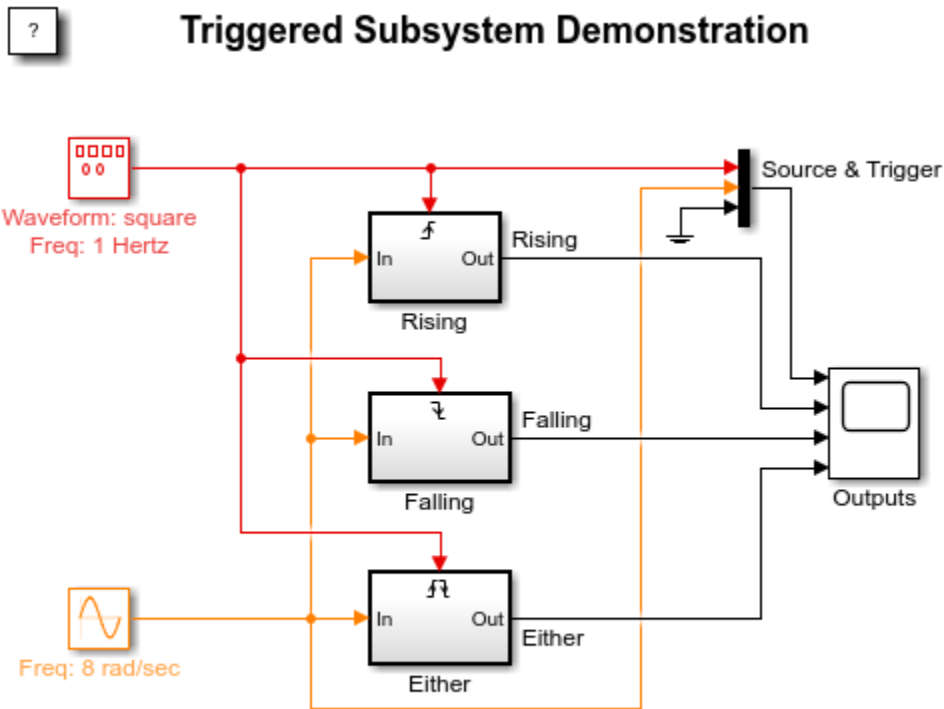 ?
Triggered Subsystem Demonstration
Source & Trigger
Waveform: square
Freq: 1 Hertz
In
Out
Rising
Rising
In
Out
Falling
Falling
Outputs
In
Out
Either
Either
Freq: 8 rad/sec